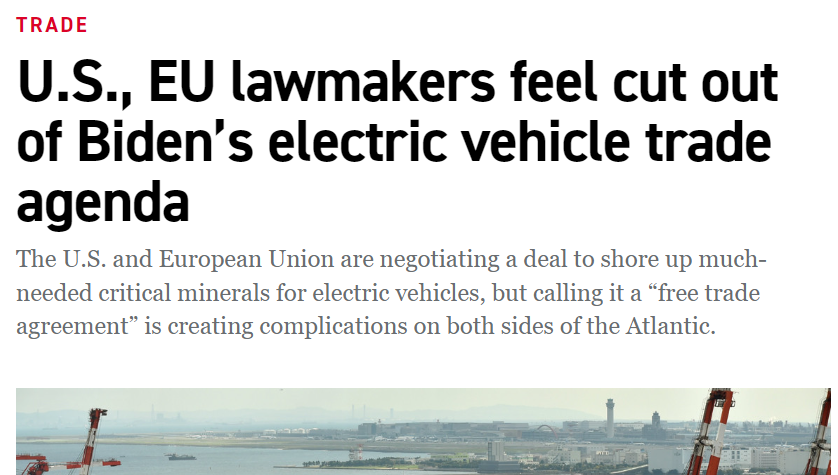 TRADE
U.S., EU lawmakers feel cut out
of Biden’s electric vehicle trade
agenda
The U.S. and European Union are negotiating a deal to shore up much-
needed critical minerals for electric vehicles, but calling it a “free trade
agreement” is creating complications on both sides of the Atlantic.